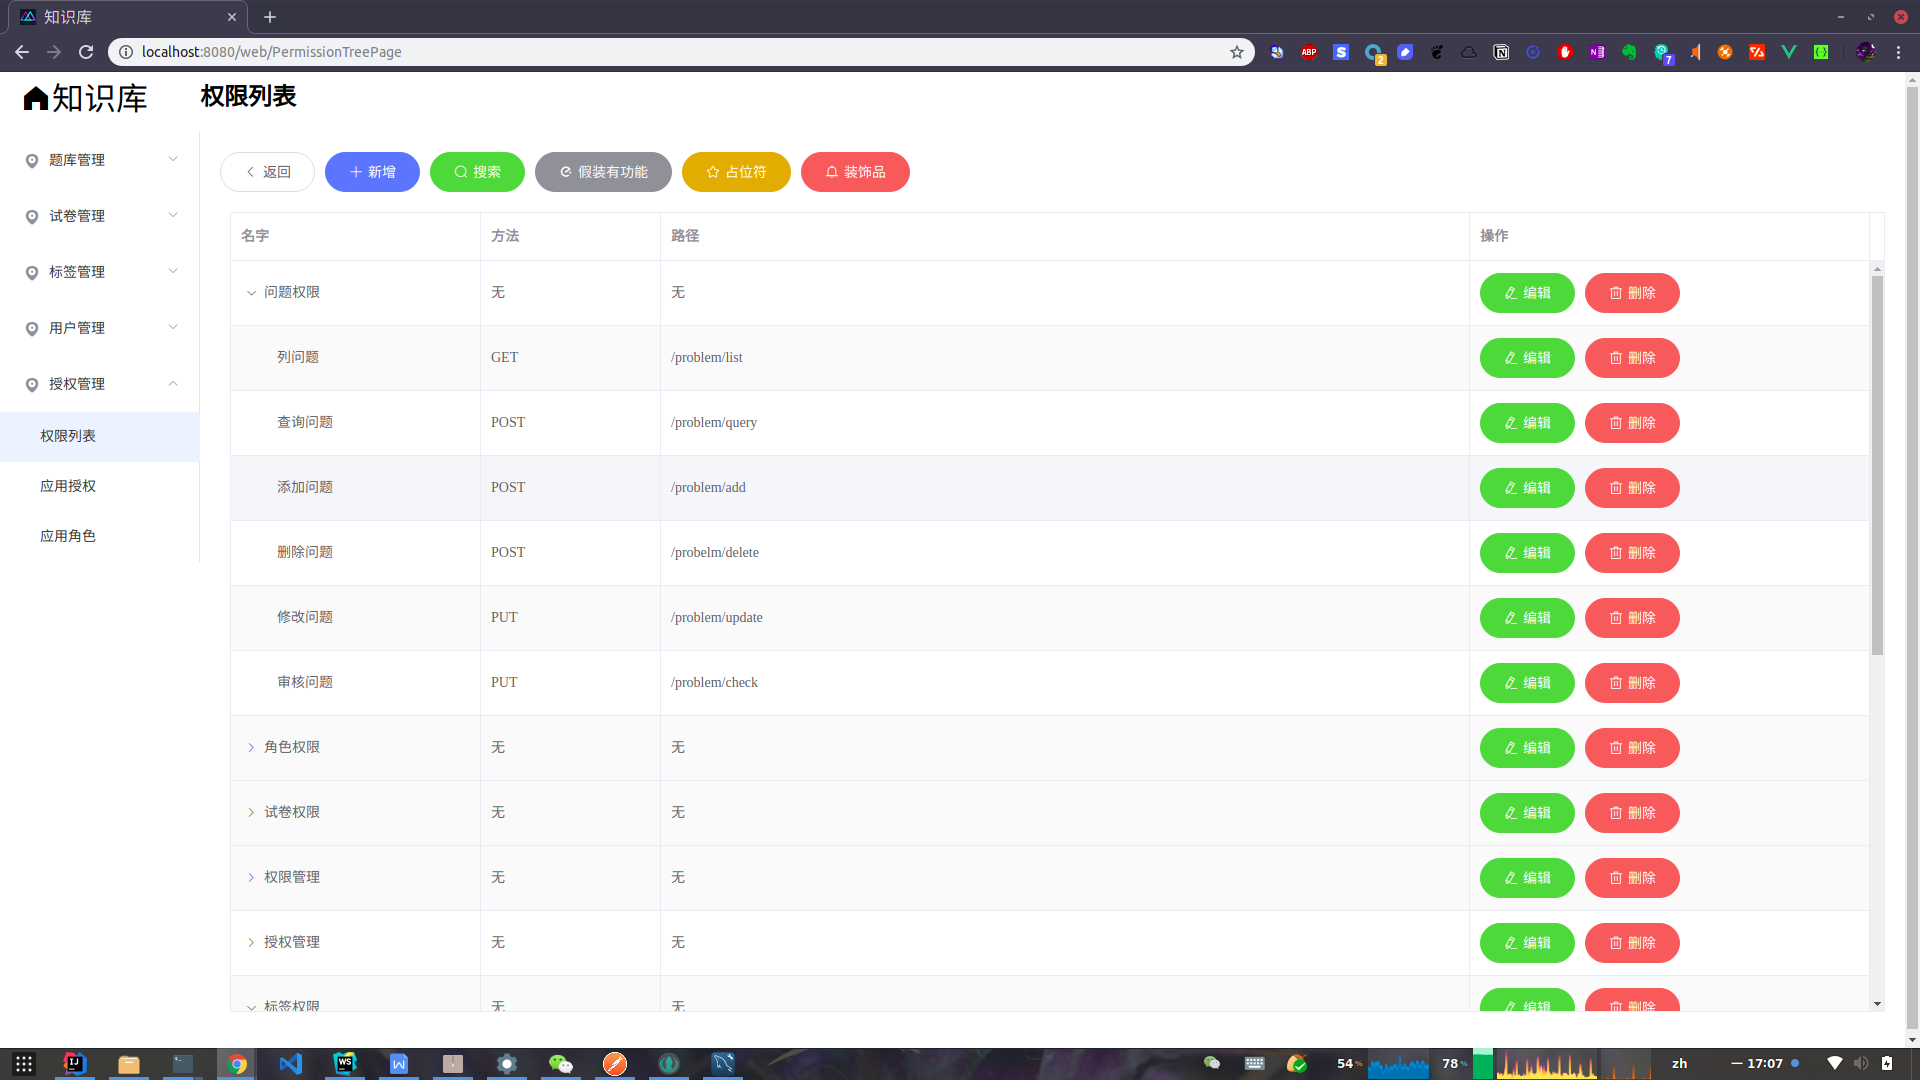 知识库
localhost:8080/web/PermissionTreePage
ABP
2
7
知识库
权限列表
题库管理
试卷管理
标签管理
用户管理
授权管理
权限列表
应用授权
应用角色
返回 新增 搜索 假装有功能 占位符 装饰品
名字 方法 路径 操作
问题权限 无 无 编辑 删除
列问题 GET /problem/list 编辑 删除
查询问题 POST /problem/query 编辑 删除
添加问题 POST /problem/add 编辑 删除
删除问题 POST /probelm/delete 编辑 删除
修改问题 PUT /problem/update 编辑 删除
审核问题 PUT /problem/check 编辑 删除
角色权限 无 无 编辑 删除
试卷权限 无 无 编辑 删除
权限管理 无 无 编辑 删除
授权管理 无 无 编辑 删除
标签权限 无 无 编辑 删除
IJ
WS
W
54%
78%
zh
一 17:07